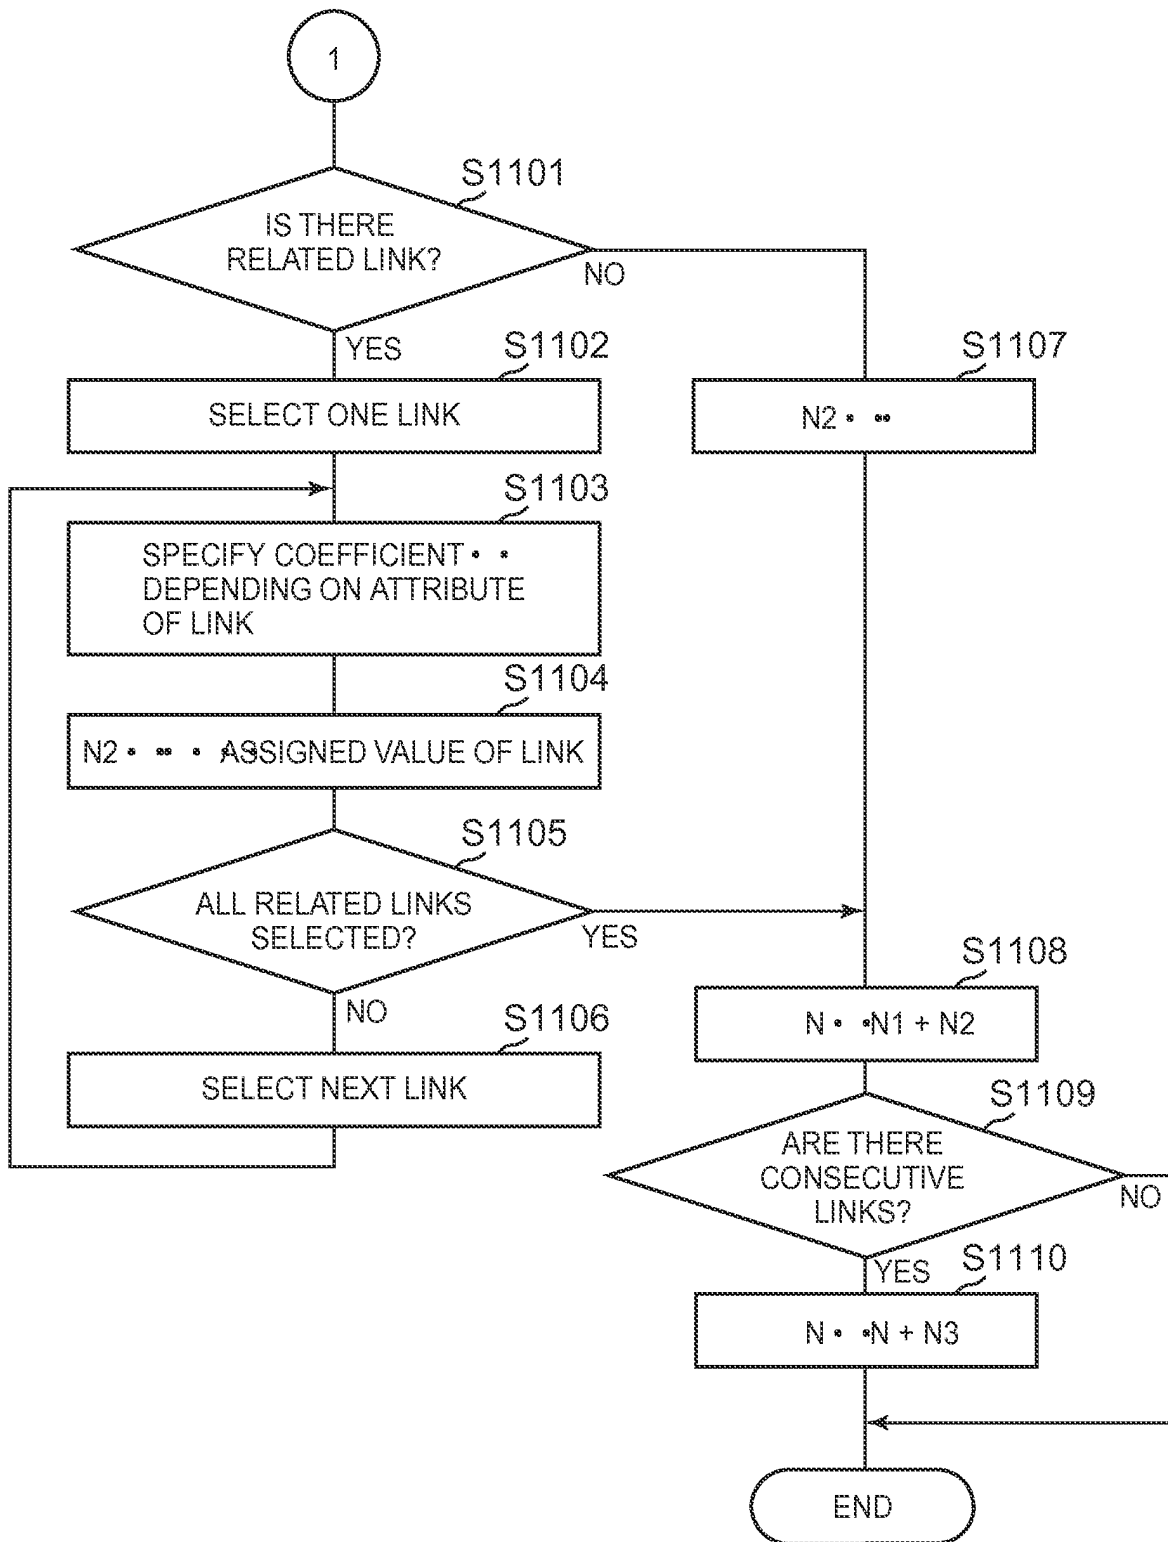 1
S1101
IS THERE
RELATED LINK?
NO
YES
S1102
SELECT ONE LINK
S1107
N2・ ・・
S1103
SPECIFY COEFFICIENT・ ・
DEPENDING ON ATTRIBUTE
OF LINK
S1104
N2・ ・・ ・ ・・ASSIGNED VALUE OF LINK
S1105
ALL RELATED LINKS
SELECTED?
YES
NO
S1106
SELECT NEXT LINK
S1108
N・ ・N1 + N2
S1109
ARE THERE
CONSECUTIVE
LINKS?
NO
YES
S1110
N・ ・N + N3
END